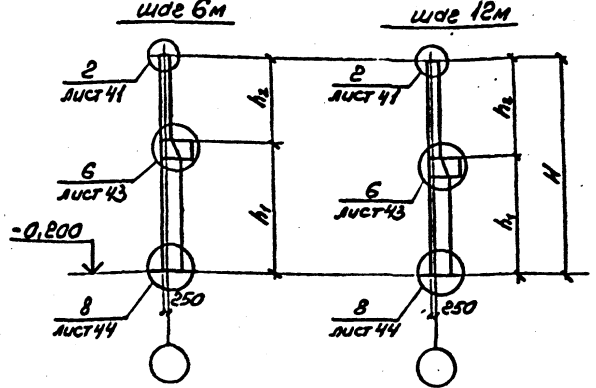 шаг 6м
шаг 12м
2
лист 41
2
лист 41
h₂
h₂
6
лист 43
6
лист 43
H
h₁
h₁
-0,200
250
250
8
лист 44
8
лист 44